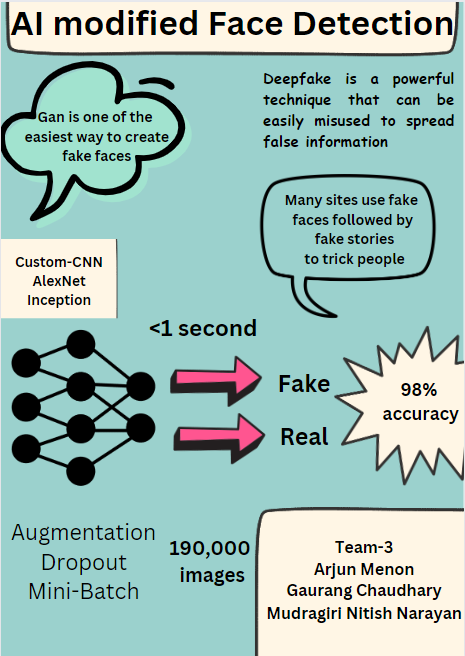 AI modified Face Detection
Gan is one of the
easiest way to create
fake faces
Deepfake is a powerful
technique that can be
easily misused to spread
false information
Many sites use fake
faces followed by
fake stories
to trick people
Custom-CNN
AlexNet
Inception
<1 second
Fake
Real
98%
accuracy
Augmentation
Dropout
Mini-Batch
190,000
images
Team-3
Arjun Menon
Gaurang Chaudhary
Mudragiri Nitish Narayan